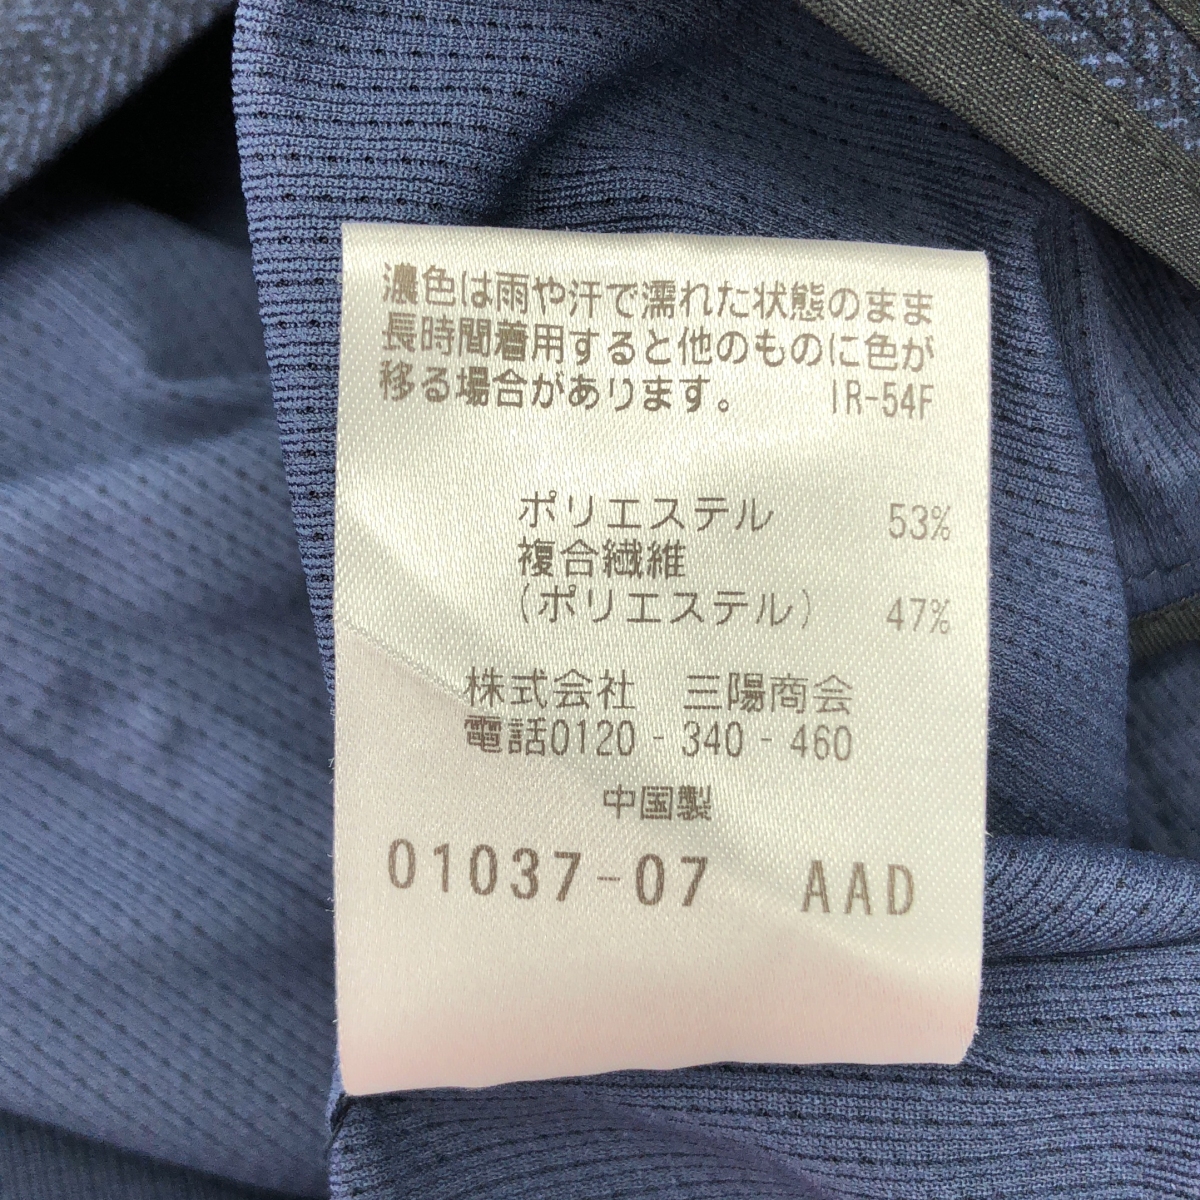 濃色は雨や汗で濡れた状態のまま
長時間着用すると他のものに色が
移る場合があります。 IR-54F
ポリエステル 53%
複合繊維
(ポリエステル) 47%
株式会社 三陽商会
電話0120-340-460
中国製
01037-07 AAD